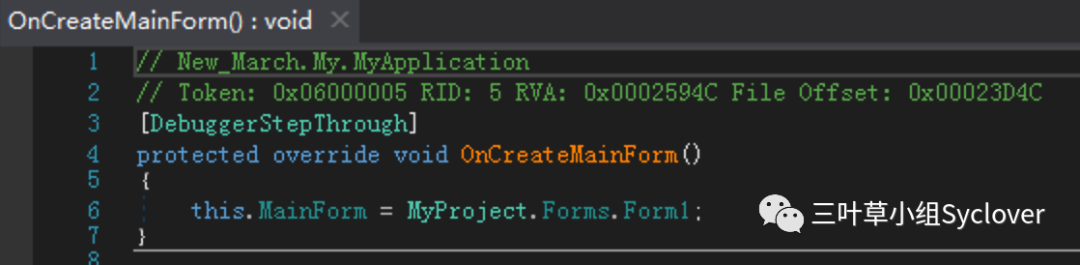 OnCreateMainForm() : void ×
1 // New_March.My.MyApplication
2 // Token: 0x06000005 RID: 5 RVA: 0x0002594C File Offset: 0x00023D4C
3 [DebuggerStepThrough]
4 protected override void OnCreateMainForm()
5 {
6 this.MainForm = MyProject.Forms.Form1;
7 }
8
三叶草小组Syclover